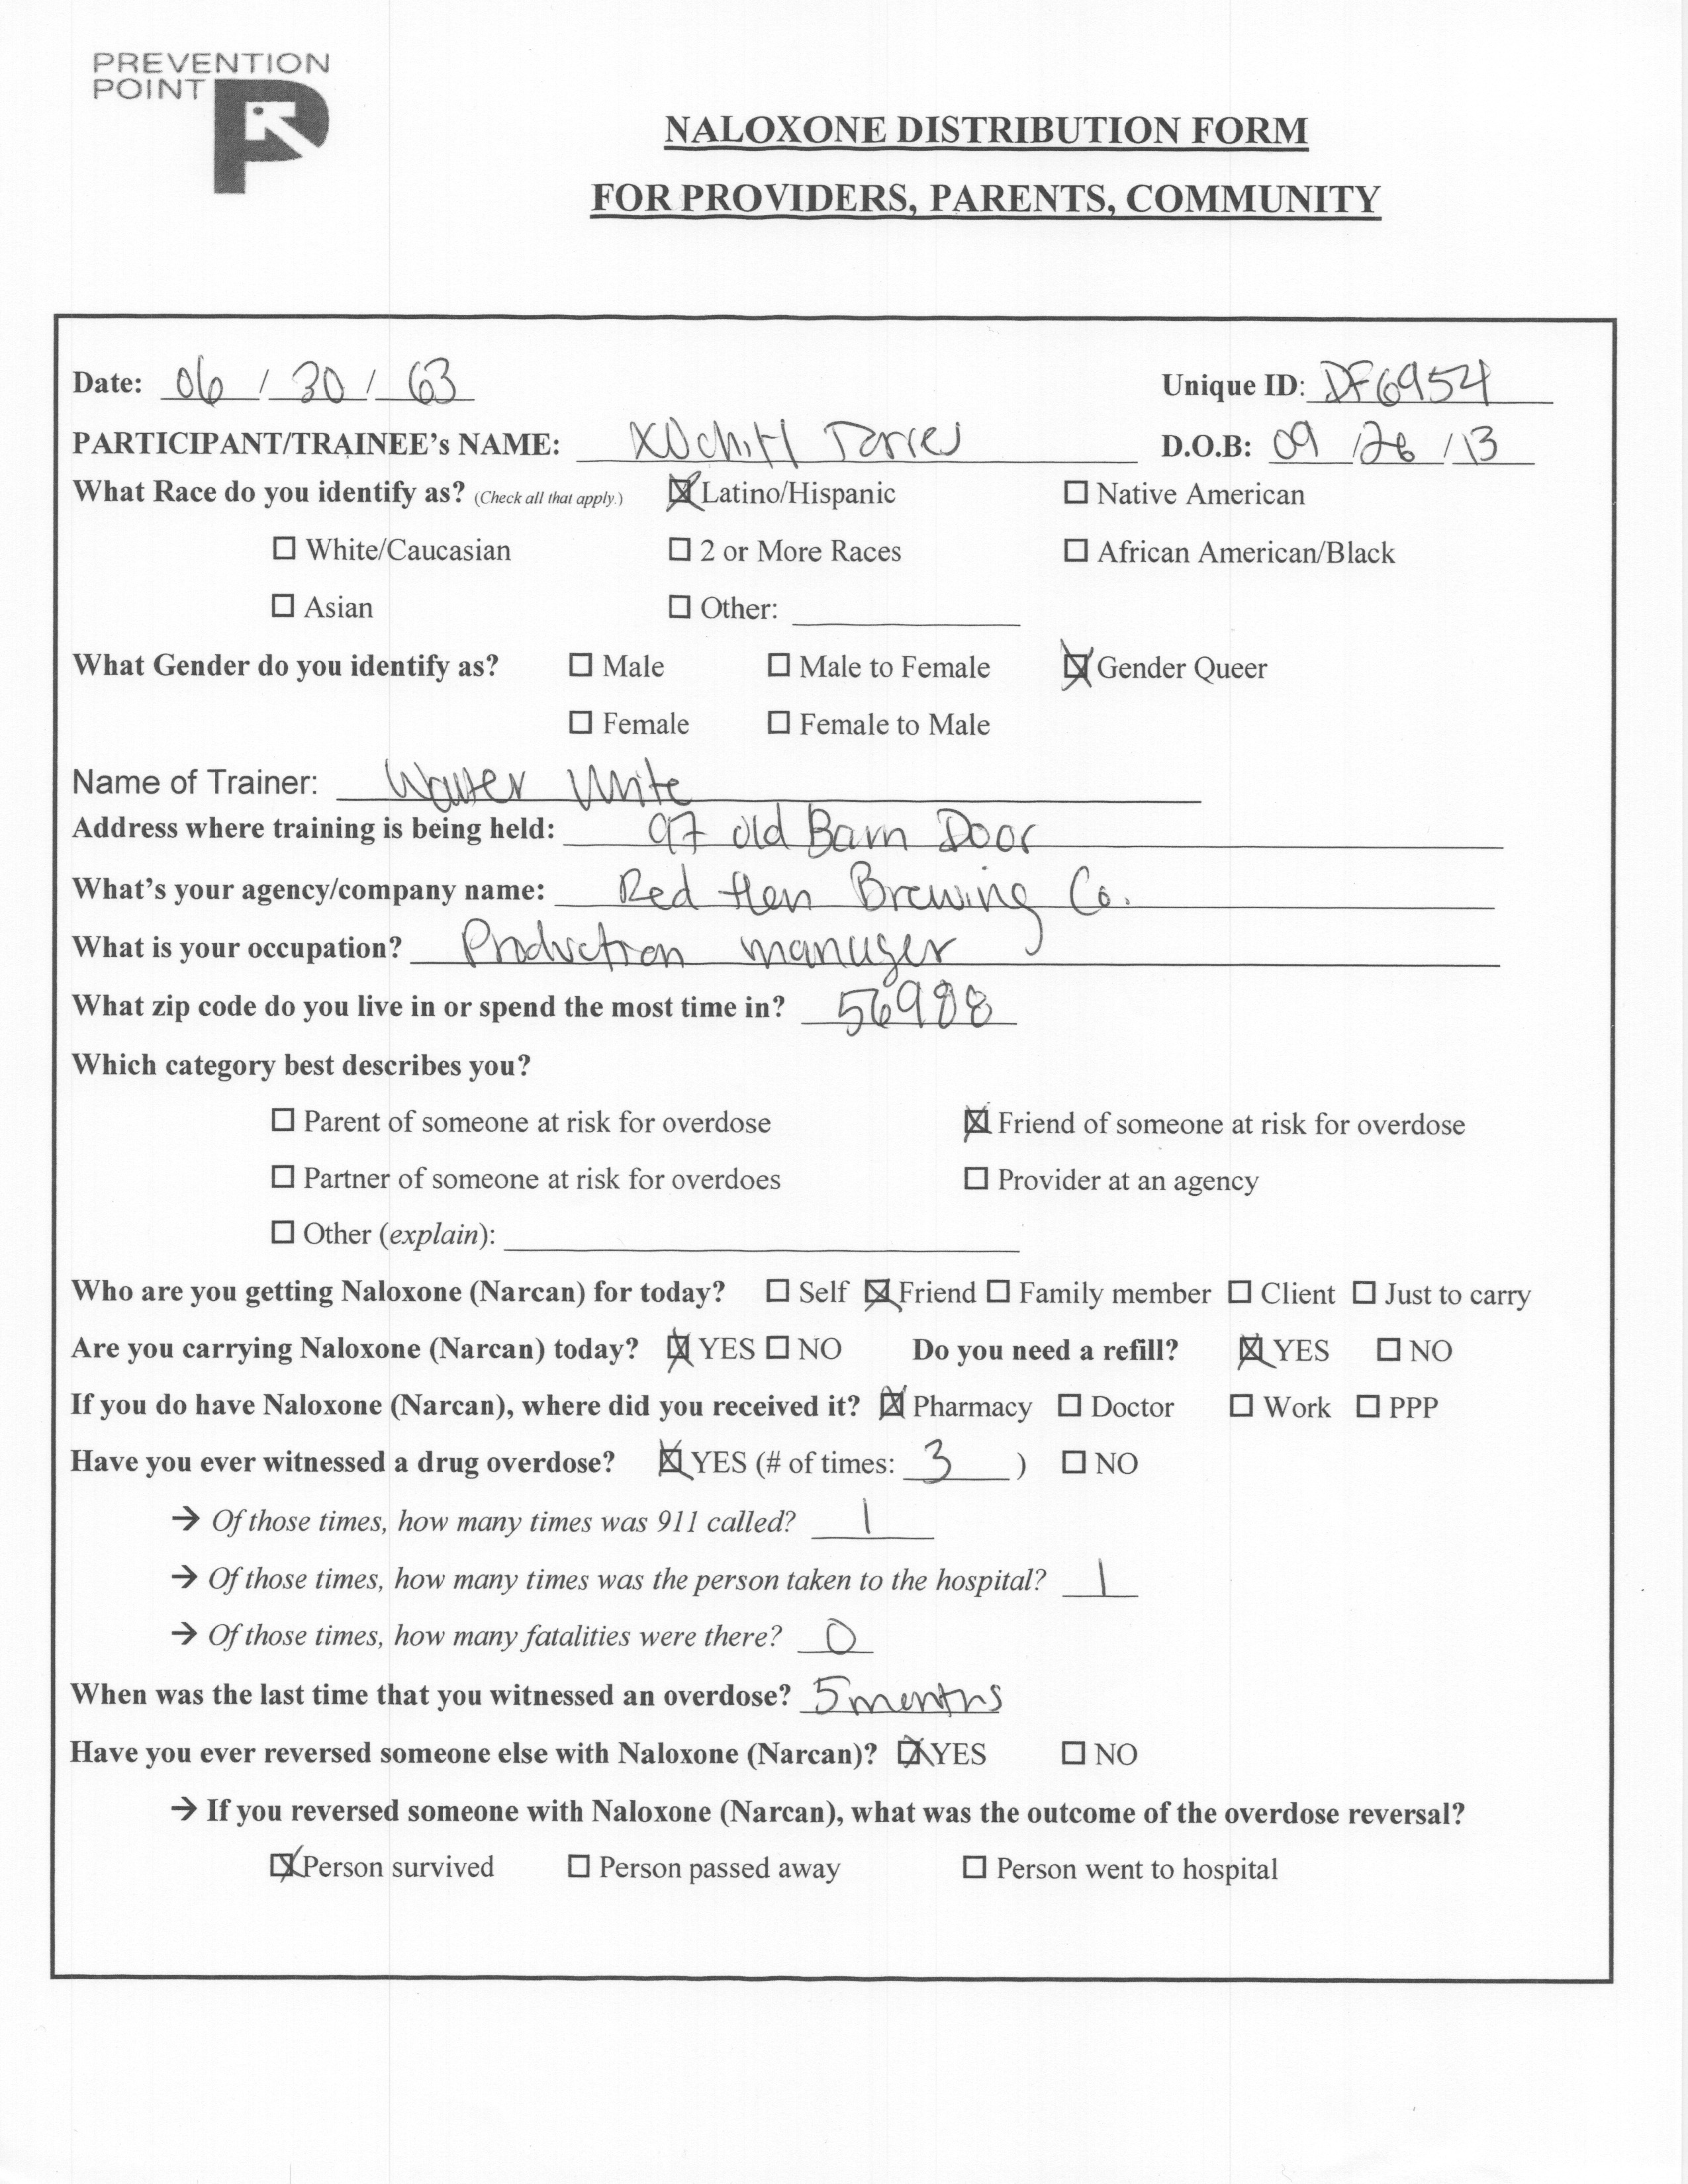 PREVENTION
POINT
NALOXONE DISTRIBUTION FORM
FOR PROVIDERS, PARENTS, COMMUNITY
Date: 06 / 30 / 63 Unique ID: DF6954
PARTICIPANT/TRAINEE's NAME: Xochitl Torres D.O.B: 09 / 26 / 13
What Race do you identify as? (Check all that apply.) ☒ Latino/Hispanic ☐ Native American
☐ White/Caucasian ☐ 2 or More Races ☐ African American/Black
☐ Asian ☐ Other:
What Gender do you identify as? ☐ Male ☐ Male to Female ☒ Gender Queer
☐ Female ☐ Female to Male
Name of Trainer: Walter White
Address where training is being held: 97 old Barn Door
What's your agency/company name: Red Hen Brewing Co.
What is your occupation? Production manager
What zip code do you live in or spend the most time in? 56988
Which category best describes you?
☐ Parent of someone at risk for overdose ☒ Friend of someone at risk for overdose
☐ Partner of someone at risk for overdoes ☐ Provider at an agency
☐ Other (explain):
Who are you getting Naloxone (Narcan) for today? ☐ Self ☒ Friend ☐ Family member ☐ Client ☐ Just to carry
Are you carrying Naloxone (Narcan) today? ☒ YES ☐ NO Do you need a refill? ☒ YES ☐ NO
If you do have Naloxone (Narcan), where did you received it? ☒ Pharmacy ☐ Doctor ☐ Work ☐ PPP
Have you ever witnessed a drug overdose? ☒ YES (# of times: 3 ) ☐ NO
→ Of those times, how many times was 911 called? 1
→ Of those times, how many times was the person taken to the hospital? 1
→ Of those times, how many fatalities were there? 0
When was the last time that you witnessed an overdose? 5 months
Have you ever reversed someone else with Naloxone (Narcan)? ☒ YES ☐ NO
→ If you reversed someone with Naloxone (Narcan), what was the outcome of the overdose reversal?
☒ Person survived ☐ Person passed away ☐ Person went to hospital